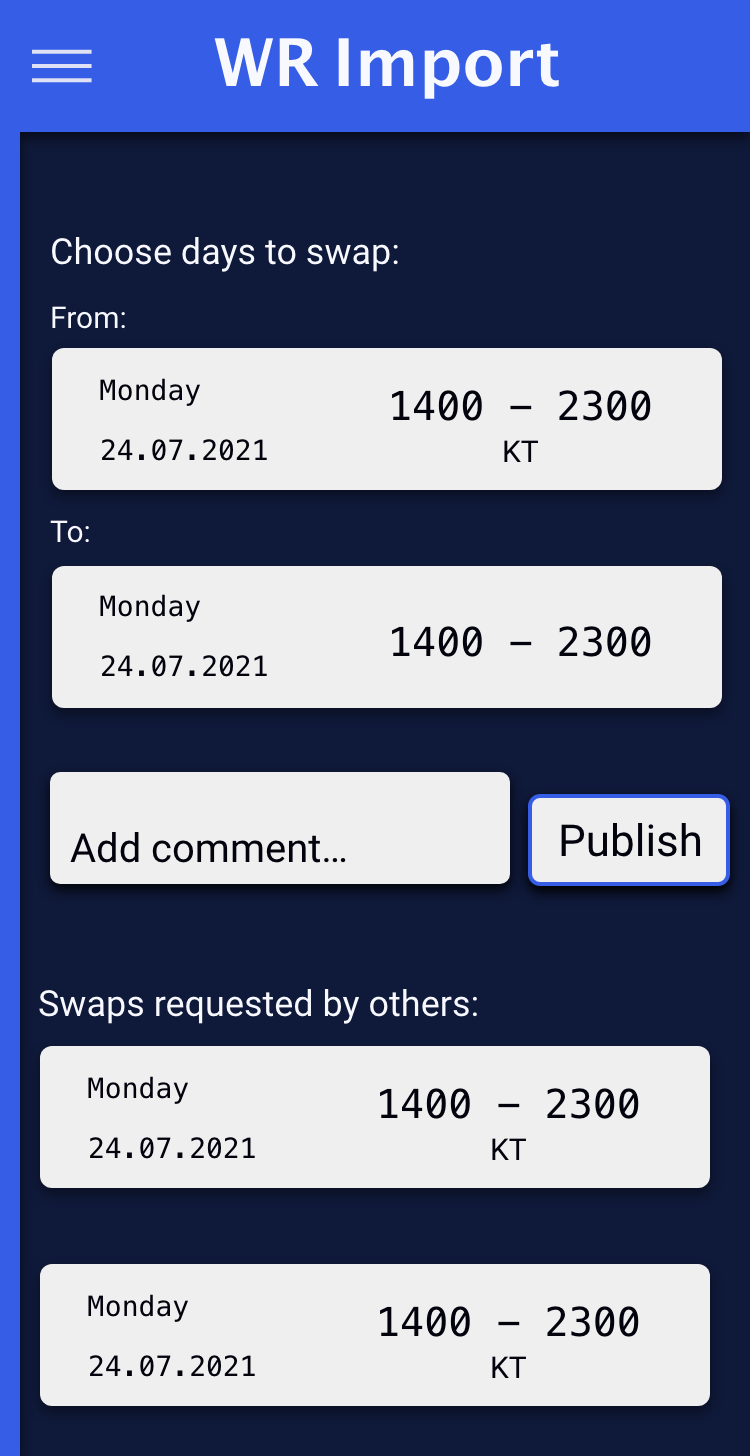 WR Import
Choose days to swap:
From:
Monday
1400 – 2300
24.07.2021
KT
To:
Monday
1400 – 2300
24.07.2021
Add comment...
Publish
Swaps requested by others:
Monday
1400 – 2300
24.07.2021
KT
Monday
1400 – 2300
24.07.2021
KT